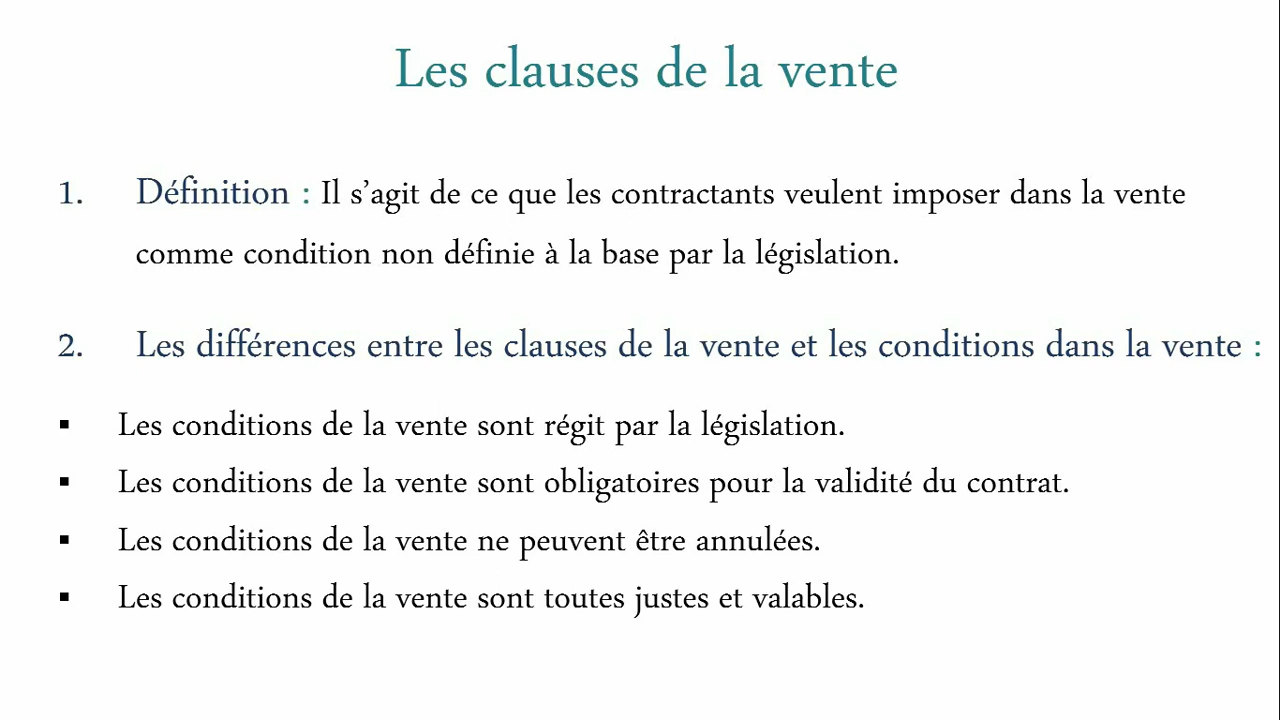 Les clauses de la vente
1. Définition : Il s’agit de ce que les contractants veulent imposer dans la vente
comme condition non définie à la base par la législation.
2. Les différences entre les clauses de la vente et les conditions dans la vente :
▪ Les conditions de la vente sont régit par la législation.
▪ Les conditions de la vente sont obligatoires pour la validité du contrat.
▪ Les conditions de la vente ne peuvent être annulées.
▪ Les conditions de la vente sont toutes justes et valables.